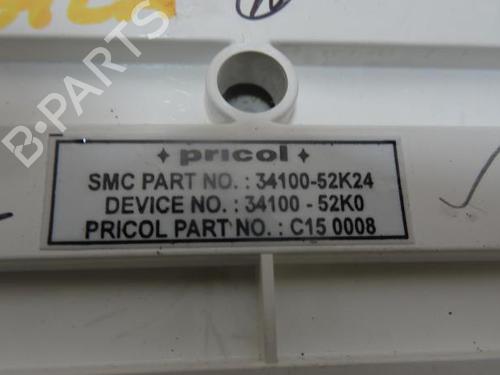 B-PARTS
pricol
SMC PART NO. : 34100-52K24
DEVICE NO. : 34100 - 52K0
PRICOL PART NO. : C15 0008